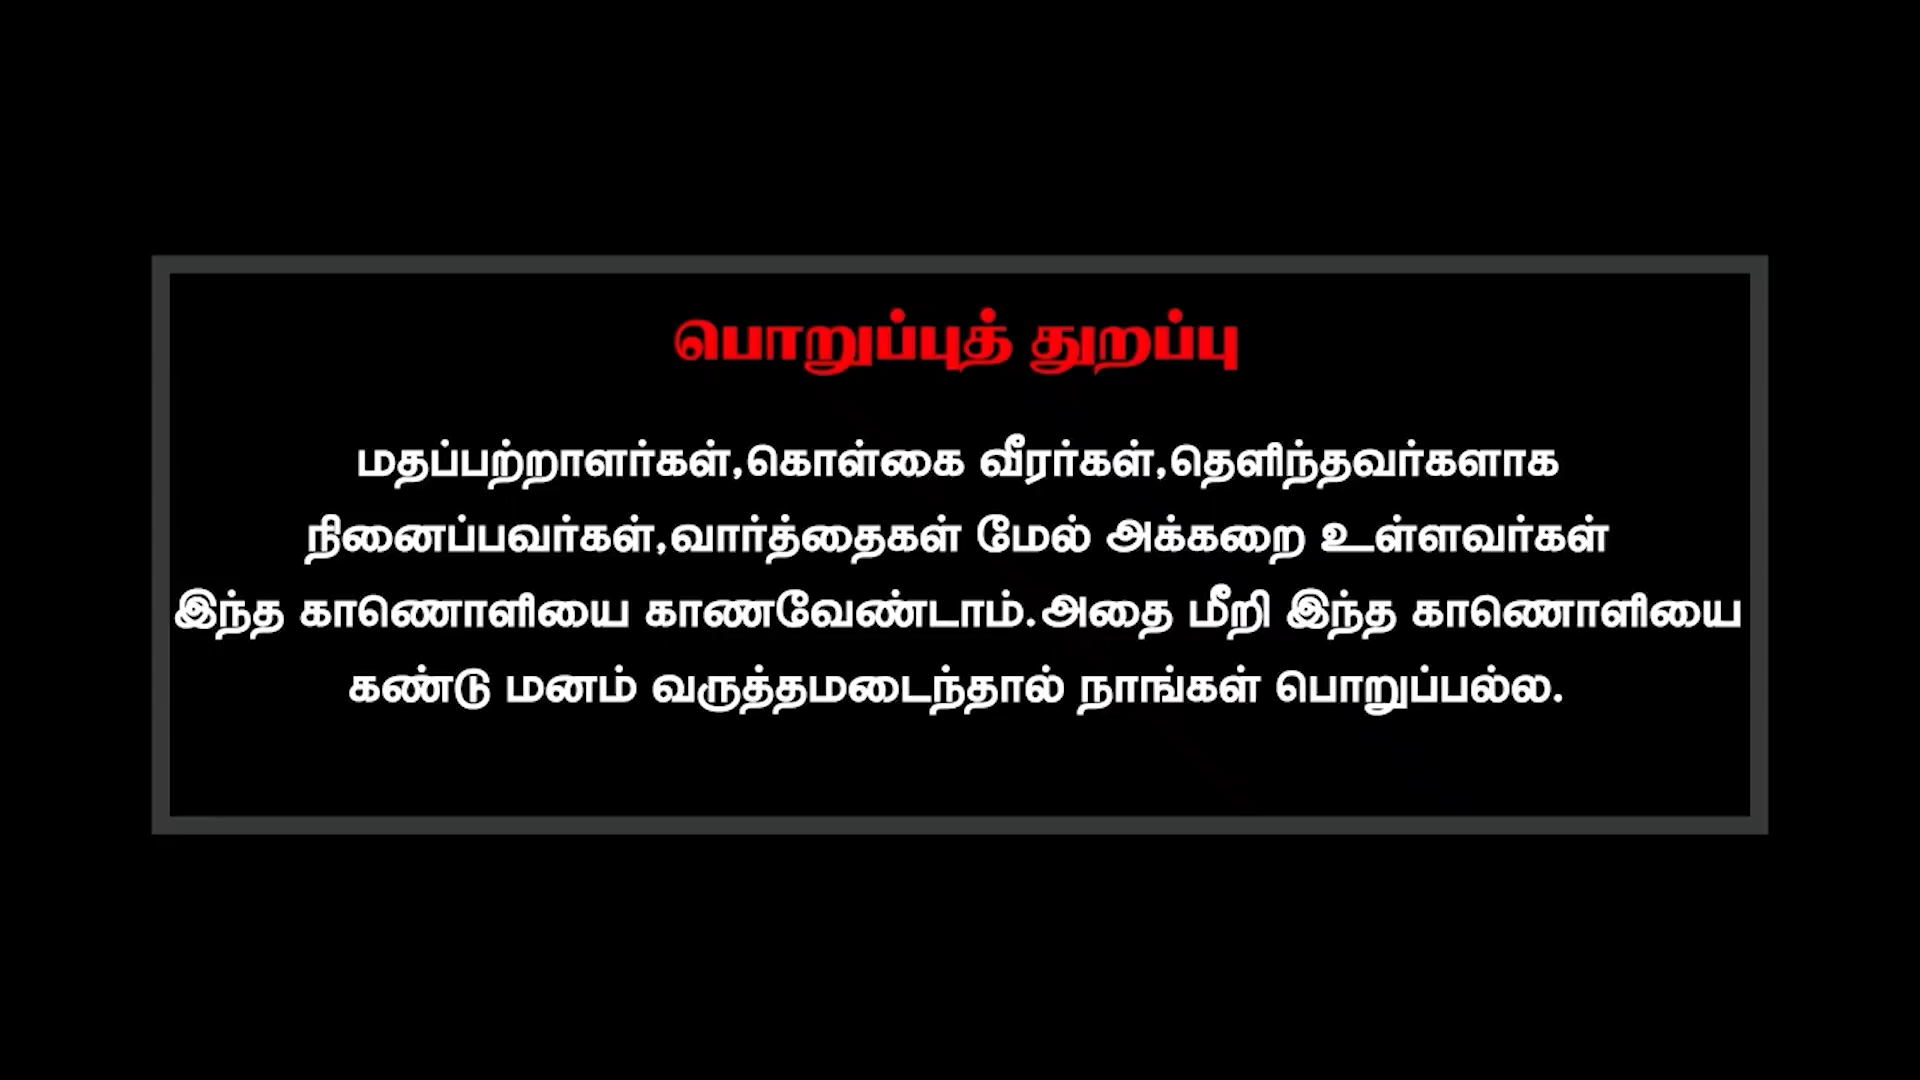 பொறுப்புத் துறப்பு
மதப்பற்றாளர்கள்,கொள்கை வீரர்கள்,தெளிந்தவர்களாக
நினைப்பவர்கள்,வார்த்தைகள் மேல் அக்கறை உள்ளவர்கள்
இந்த காணொளியை காணவேண்டாம்.அதை மீறி இந்த காணொளியை
கண்டு மனம் வருத்தமடைந்தால் நாங்கள் பொறுப்பல்ல.